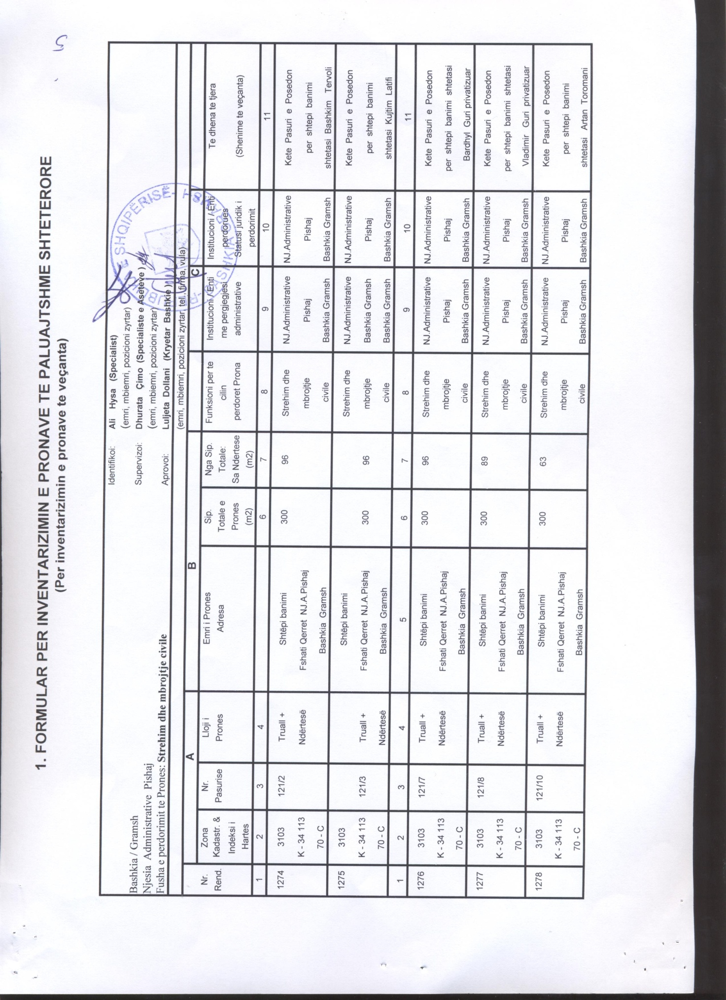 5
1. FORMULAR PER INVENTARIZIMIN E PRONAVE TE PALUAJTSHME SHTETERORE
(Per inventarizimin e pronave te veçanta)
Identifikoi: Ali Hysa (Specialist)
(emri, mbiemri, pozicioni zyrtar)
Bashkia / Gramsh Supervizoi: Dhurata Çimo (Specialiste e Aseteve )
Njesia Administrative Pishaj (emri, mbiemri, pozicioni zyrtar)
Fusha e perdorimit te Prones: Strehim dhe mbrojtje civile Aprovoi: Luljeta Dollani (Kryetar Bashkie )
(emri, mbiemri, pozicioni zyrtar, tel., firma, vula)
E SHQIPËRISË
BASHKIA
A B C
Nr. Rend.
Zona Kadastr. & Indeksi i Hartes
Nr. Pasurise
Lloji i Prones
Emri i Prones Adresa
Sip. Totale e Prones (m2)
Nga Sip. Totale: Sa Ndertese (m2)
Funksioni per te cilin perdoret Prona
Institucioni / Enti me pergjegjesi administrative
Institucioni / Enti perdorues Statusi juridik i perdorimit
Te dhena te tjera (Shenime te veçanta)
1 2 3 4 6 7 8 9 10 11
1274 3103 121/2 Truall + Shtëpi banimi 300 96 Strehim dhe NJ.Administrative NJ.Administrative Kete Pasuri e Posedon
K - 34 113 Ndërtesë Fshati Qerret NJ.A.Pishaj mbrojtje Pishaj Pishaj per shtepi banimi
70 - C Bashkia Gramsh civile Bashkia Gramsh Bashkia Gramsh shtetasi Bashkim Tervoli
1275 3103 Shtëpi banimi Strehim dhe NJ.Administrative NJ.Administrative Kete Pasuri e Posedon
K - 34 113 121/3 Truall + Fshati Qerret NJ.A.Pishaj 300 96 mbrojtje Bashkia Gramsh Pishaj per shtepi banimi
70 - C Ndërtesë Bashkia Gramsh civile Bashkia Gramsh Bashkia Gramsh shtetasi Kujtim Latifi
1 2 3 4 5 6 7 8 9 10 11
1276 3103 121/7 Truall + Shtëpi banimi 300 96 Strehim dhe NJ.Administrative NJ.Administrative Kete Pasuri e Posedon
K - 34 113 Ndërtesë Fshati Qerret NJ.A.Pishaj mbrojtje Pishaj Pishaj per shtepi banimi shtetasi
70 - C Bashkia Gramsh civile Bashkia Gramsh Bashkia Gramsh Bardhyl Guri privatizuar
1277 3103 121/8 Truall + Shtëpi banimi 300 89 Strehim dhe NJ.Administrative NJ.Administrative Kete Pasuri e Posedon
K - 34 113 Ndërtesë Fshati Qerret NJ.A.Pishaj mbrojtje Pishaj Pishaj per shtepi banimi shtetasi
70 - C Bashkia Gramsh civile Bashkia Gramsh Bashkia Gramsh Vladimir Guri privatizuar
1278 3103 121/10 Truall + Shtëpi banimi 300 63 Strehim dhe NJ.Administrative NJ.Administrative Kete Pasuri e Posedon
K - 34 113 Ndërtesë Fshati Qerret NJ.A.Pishaj mbrojtje Pishaj Pishaj per shtepi banimi
70 - C Bashkia Gramsh civile Bashkia Gramsh Bashkia Gramsh shtetasi Artan Toromani